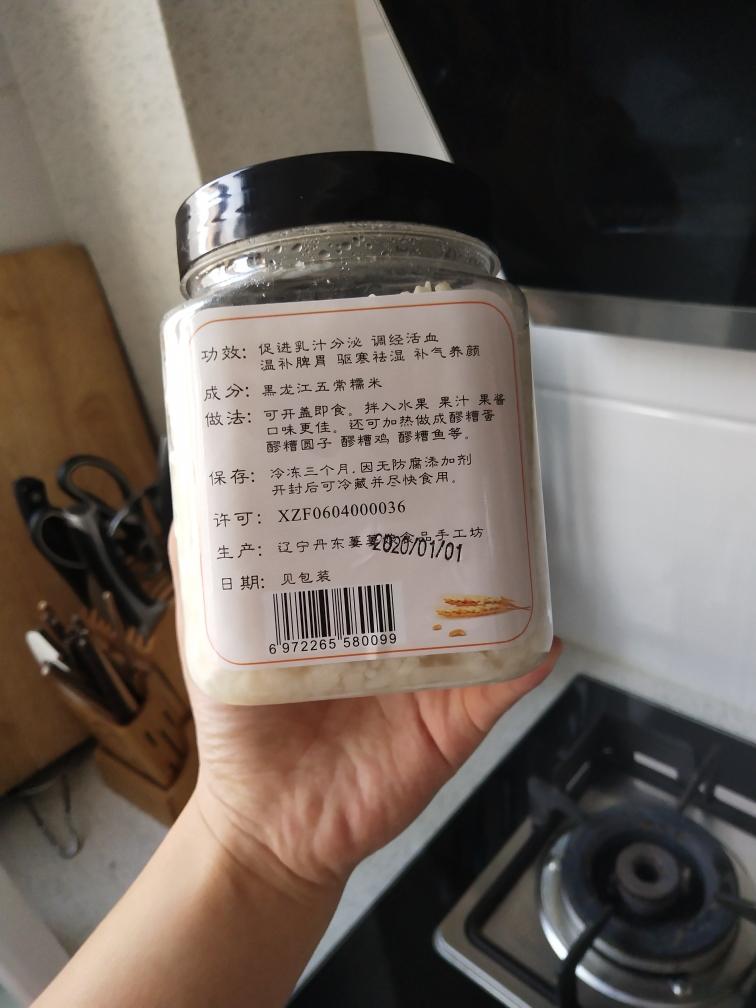 功效: 促进乳汁分泌 调经活血
温补脾胃 驱寒祛湿 补气养颜
成分: 黑龙江五常糯米
做法: 可开盖即食。拌入水果 果汁 果酱
口味更佳。还可加热做成醪糟蛋
醪糟圆子 醪糟鸡 醪糟鱼等。
保存: 冷冻三个月.因无防腐添加剂
开封后可冷藏并尽快食用。
许可: XZF0604000036
生产: 辽宁丹东 食品手工坊
2020/01/01
日期: 见包装
6 972265 580099